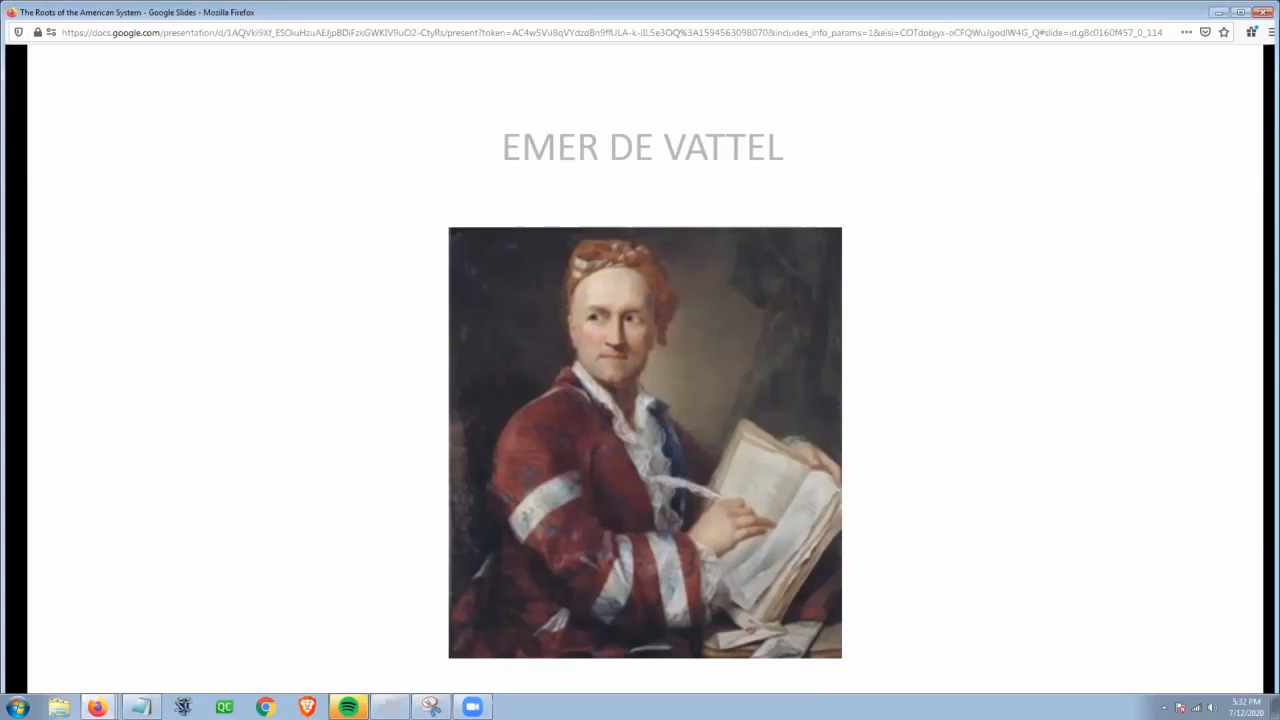 The Roots of the American System - Google Slides - Mozilla Firefox
EMER DE VATTEL
QC
5:32 PM
7/12/2020